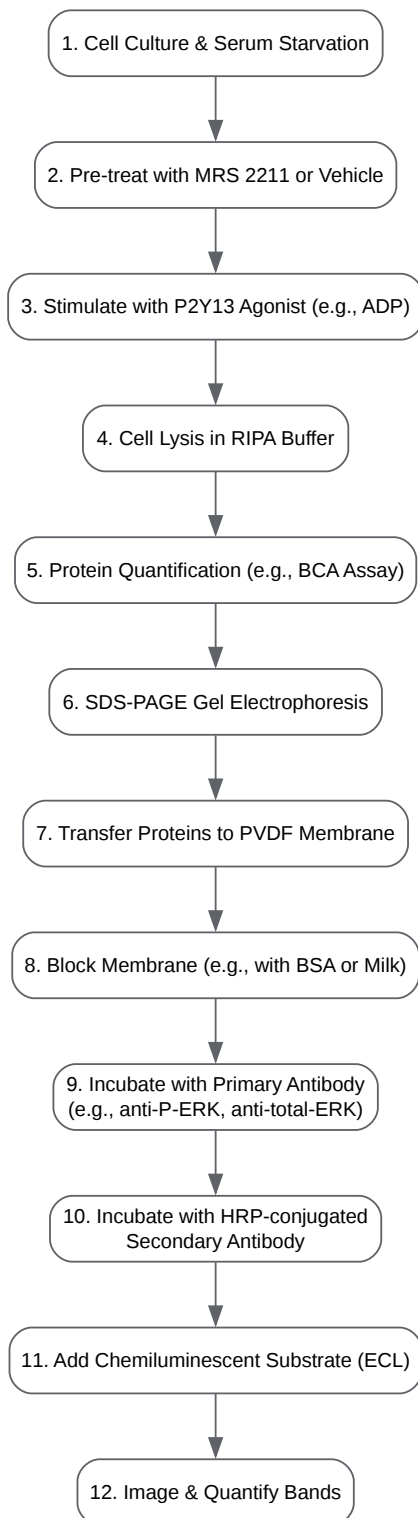 1. Cell Culture & Serum Starvation
2. Pre-treat with MRS 2211 or Vehicle
3. Stimulate with P2Y13 Agonist (e.g., ADP)
4. Cell Lysis in RIPA Buffer
5. Protein Quantification (e.g., BCA Assay)
6. SDS-PAGE Gel Electrophoresis
7. Transfer Proteins to PVDF Membrane
8. Block Membrane (e.g., with BSA or Milk)
9. Incubate with Primary Antibody
(e.g., anti-P-ERK, anti-total-ERK)
10. Incubate with HRP-conjugated
Secondary Antibody
11. Add Chemiluminescent Substrate (ECL)
12. Image & Quantify Bands